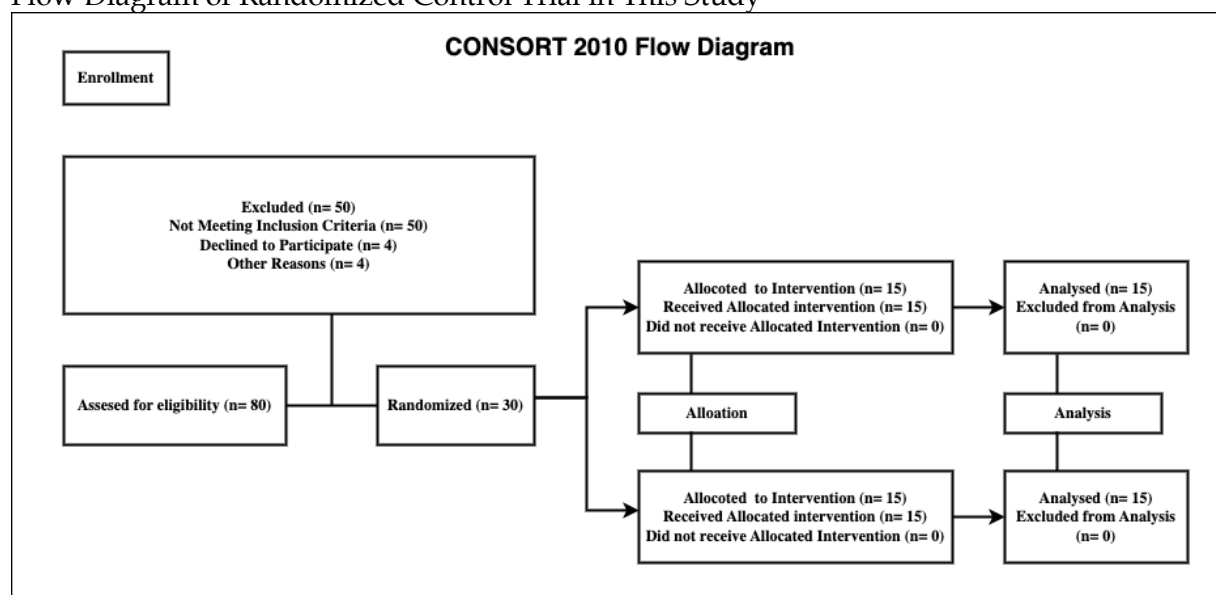 Flow Diagram of Randomized Control Trial in This Study
CONSORT 2010 Flow Diagram
Enrollment
Excluded (n= 50)
Not Meeting Inclusion Criteria (n= 50)
Declined to Participate (n= 4)
Other Reasons (n= 4)
Assesed for eligibility (n= 80)
Randomized (n= 30)
Allocoted to Intervention (n= 15)
Received Allocated intervention (n= 15)
Did not receive Allocated Intervention (n= 0)
Analysed (n= 15)
Excluded from Analysis
(n= 0)
Alloation
Analysis
Allocoted to Intervention (n= 15)
Received Allocated intervention (n= 15)
Did not receive Allocated Intervention (n= 0)
Analysed (n= 15)
Excluded from Analysis
(n= 0)